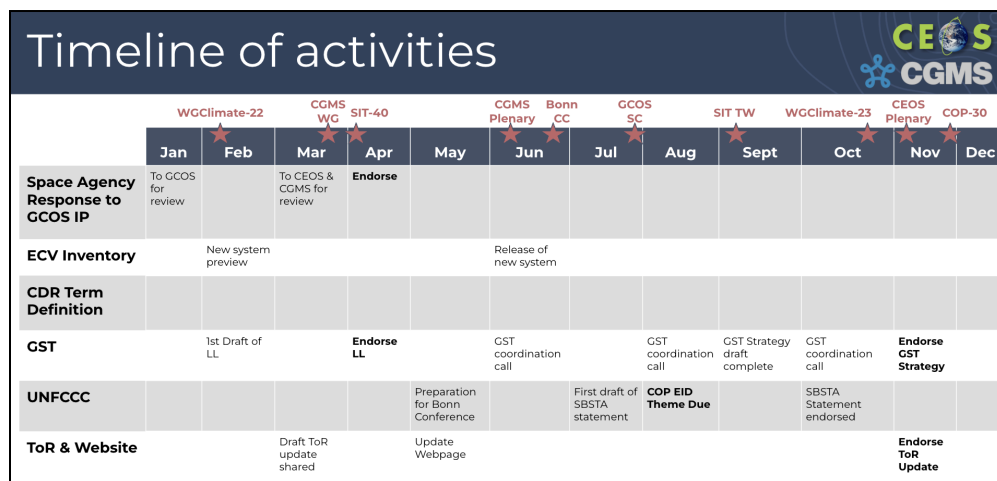 Timeline of activities
CEOS
CGMS
WGClimate-22
CGMS
WG
SIT-40
CGMS
Plenary
Bonn
CC
GCOS
SC
SIT TW
WGClimate-23
CEOS
Plenary
COP-30
Jan Feb Mar Apr May Jun Jul Aug Sept Oct Nov Dec
Space Agency
Response to
GCOS IP
To GCOS
for
review
To CEOS &
CGMS for
review
Endorse
ECV Inventory
New system
preview
Release of
new system
CDR Term
Definition
GST
1st Draft of
LL
Endorse
LL
GST
coordination
call
GST
coordination
call
GST Strategy
draft
complete
GST
coordination
call
Endorse
GST
Strategy
UNFCCC
Preparation
for Bonn
Conference
First draft of
SBSTA
statement
COP EID
Theme Due
SBSTA
Statement
endorsed
ToR & Website
Draft ToR
update
shared
Update
Webpage
Endorse
ToR
Update